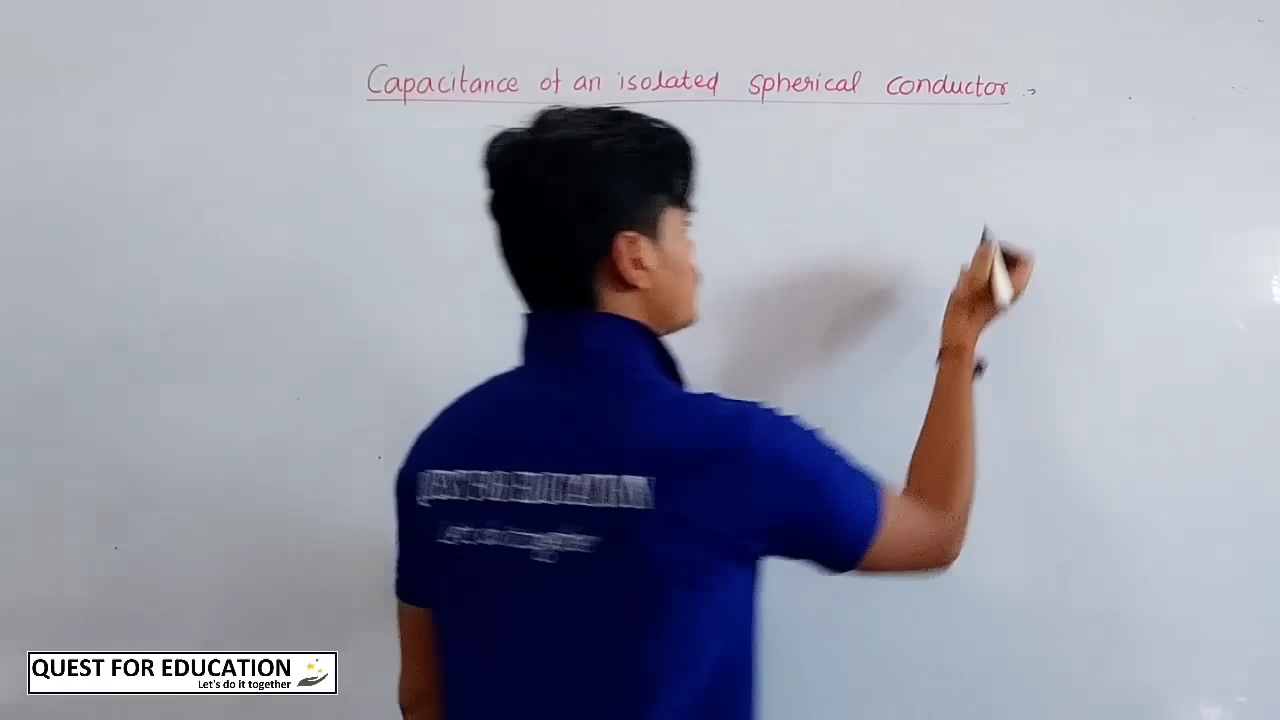 Capacitance of an isolated spherical conductor →
QUEST FOR EDUCATION
Let's do it together